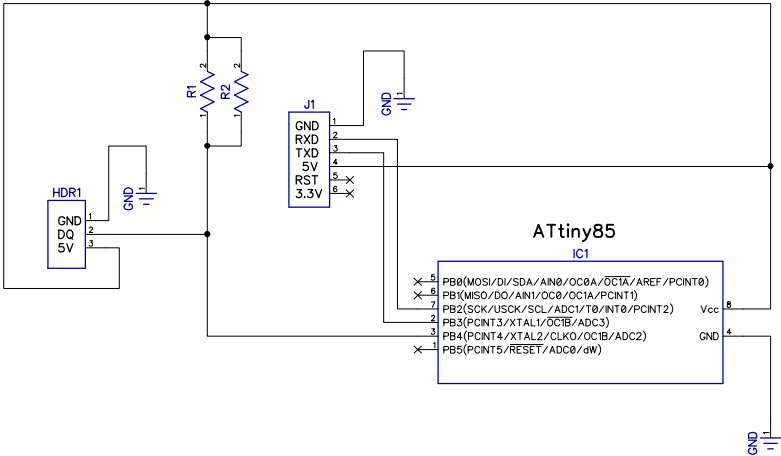 2
2
R1
R2
1
1
J1
GND
1
GND
1
RXD
2
TXD
3
5V
4
RST
5
3.3V
6
HDR1
GND
1
GND
1
DQ
2
5V
3
ATtiny85
IC1
5
PB0(MOSI/DI/SDA/AIN0/OC0A/OC1A/AREF/PCINT0)
6
PB1(MISO/DO/AIN1/OC0/OC1A/PCINT1)
7
PB2(SCK/USCK/SCL/ADC1/T0/INT0/PCINT2)
Vcc
8
2
PB3(PCINT3/XTAL1/OC1B/ADC3)
3
PB4(PCINT4/XTAL2/CLKO/OC1B/ADC2)
GND
4
1
PB5(PCINT5/RESET/ADC0/dW)
GND
1